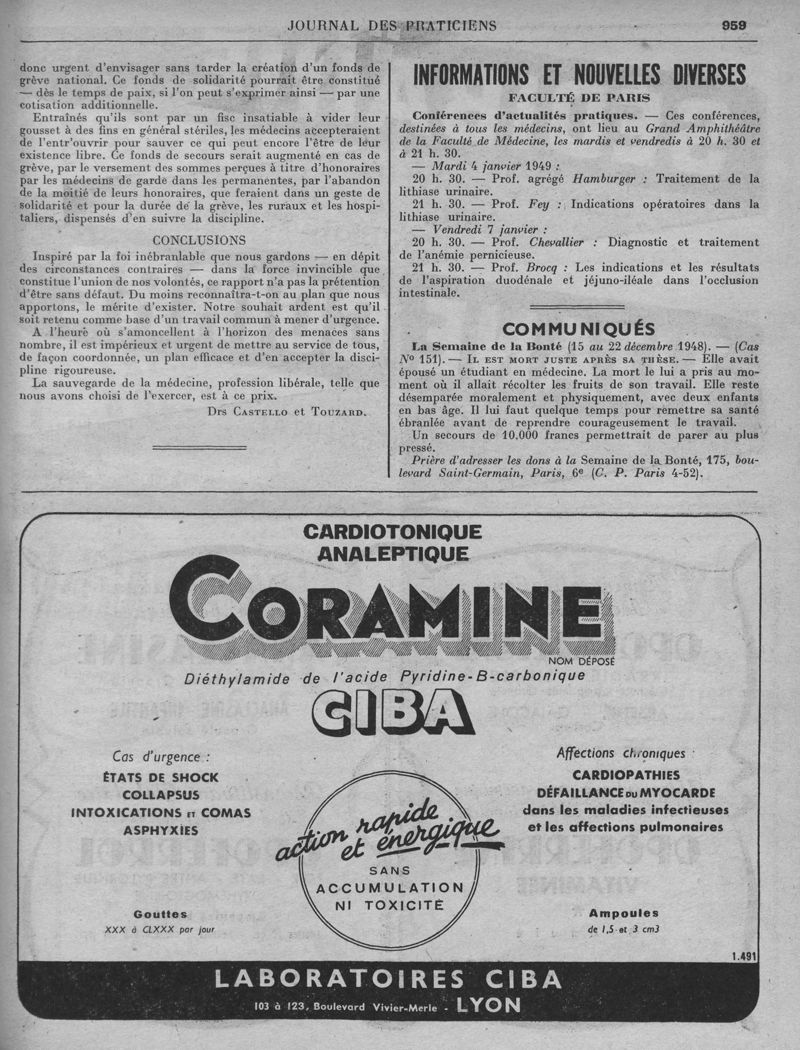 JOURNAL DES PRATICIENS 959
donc urgent d'envisager sans tarder la création d'un fonds de
grève national. Ce fonds de solidarité pourrait être constitué
— dès le temps de paix, si l'on peut s'exprimer ainsi — par une
cotisation additionnelle.
Entraînés qu'ils sont par un fisc insatiable à vider leur
gousset à des fins en général stériles, les médecins accepteraient
de l'entr'ouvrir pour sauver ce qui peut encore l'être de leur
existence libre. Ce fonds de secours serait augmenté en cas de
grève, par le versement des sommes perçues à titre d'honoraires
par les médecins de garde dans les permanentes, par l'abandon
de la moitié de leurs honoraires, que feraient dans un geste de
solidarité et pour la durée de la grève, les ruraux et les hospi-
taliers, dispensés d'en suivre la discipline.
CONCLUSIONS
Inspiré par la foi inébranlable que nous gardons — en dépit
des circonstances contraires — dans la force invincible que
constitue l'union de nos volontés, ce rapport n'a pas la prétention
d'être sans défaut. Du moins reconnaîtra-t-on au plan que nous
apportons, le mérite d'exister. Notre souhait ardent est qu'il
soit retenu comme base d'un travail commun à mener d'urgence.
A l'heure où s'amoncellent à l'horizon des menaces sans
nombre, il est impérieux et urgent de mettre au service de tous,
de façon coordonnée, un plan efficace et d'en accepter la disci-
pline rigoureuse.
La sauvegarde de la médecine, profession libérale, telle que
nous avons choisi de l'exercer, est à ce prix.
Drs CASTELLO et TOUZARD.
INFORMATIONS ET NOUVELLES DIVERSES
FACULTÉ DE PARIS
Conférences d'actualités pratiques. — Ces conférences,
destinées à tous les médecins, ont lieu au Grand Amphithéâtre
de la Faculté de Médecine, les mardis et vendredis à 20 h. 30 et
à 21 h. 30.
— Mardi 4 janvier 1949 :
20 h. 30. — Prof. agrégé Hamburger : Traitement de la
lithiase urinaire.
21 h. 30. — Prof. Fey : Indications opératoires dans la
lithiase urinaire.
— Vendredi 7 janvier :
20 h. 30. — Prof. Chevallier : Diagnostic et traitement
de l'anémie pernicieuse.
21 h. 30. — Prof. Brocq : Les indications et les résultats
de l'aspiration duodénale et jéjuno-iléale dans l'occlusion
intestinale.
COMMUNIQUÉS
La Semaine de la Bonté (15 au 22 décembre 1948). — (Cas
N° 151). — IL EST MORT JUSTE APRÈS SA THÈSE. — Elle avait
épousé un étudiant en médecine. La mort le lui a pris au mo-
ment où il allait récolter les fruits de son travail. Elle reste
désemparée moralement et physiquement, avec deux enfants
en bas âge. Il lui faut quelque temps pour remettre sa santé
ébranlée avant de reprendre courageusement le travail.
Un secours de 10.000 francs permettrait de parer au plus
pressé.
Prière d'adresser les dons à la Semaine de la Bonté, 175, bou-
levard Saint-Germain, Paris, 6e (C. P. Paris 4-52).
CARDIOTONIQUE
ANALEPTIQUE
CORAMINE
NOM DÉPOSÉ
Diéthylamide de l'acide Pyridine-B-carbonique
CIBA
Cas d'urgence :
ÉTATS DE SHOCK
COLLAPSUS
INTOXICATIONS ET COMAS
ASPHYXIES
Affections chroniques :
CARDIOPATHIES
DÉFAILLANCE DU MYOCARDE
dans les maladies infectieuses
et les affections pulmonaires
action rapide
et énergique
SANS
ACCUMULATION
NI TOXICITÉ
Gouttes
XXX à CLXXX par jour
Ampoules
de 1,5 et 3 cm3
1.491
LABORATOIRES CIBA
103 à 123, Boulevard Vivier-Merle - LYON